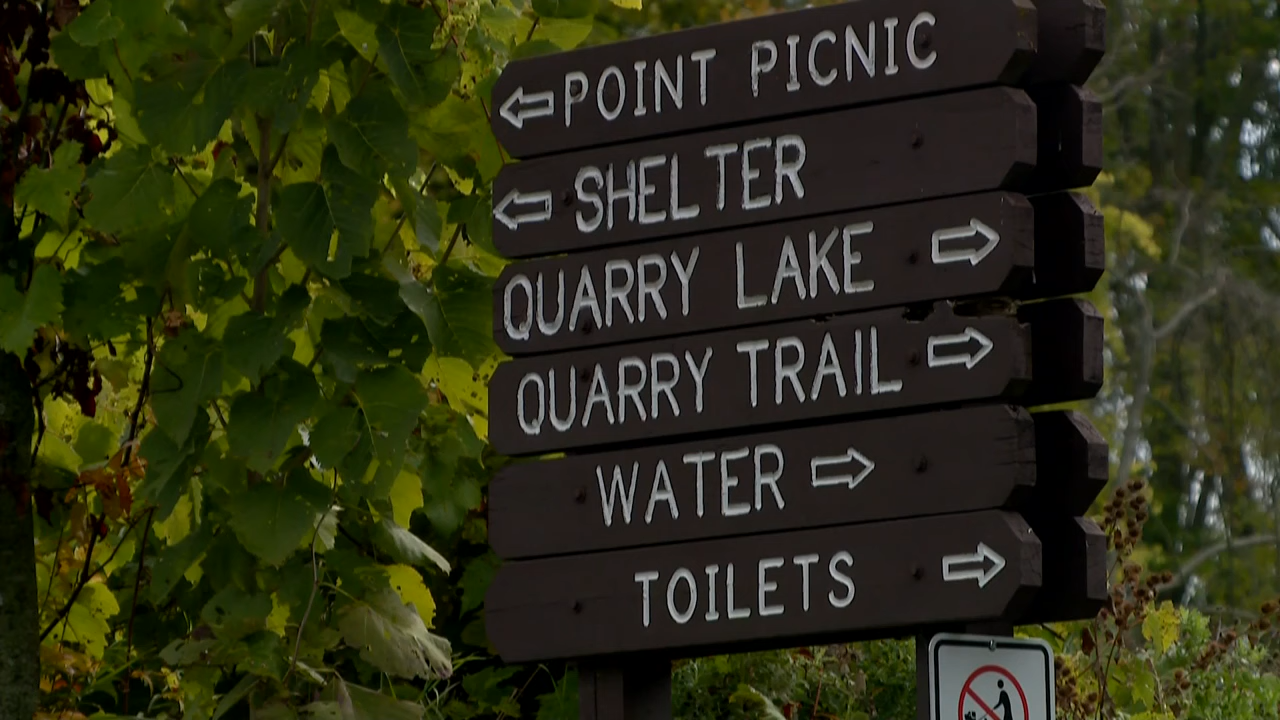 POINT PICNIC
SHELTER
QUARRY LAKE
QUARRY TRAIL
WATER
TOILETS